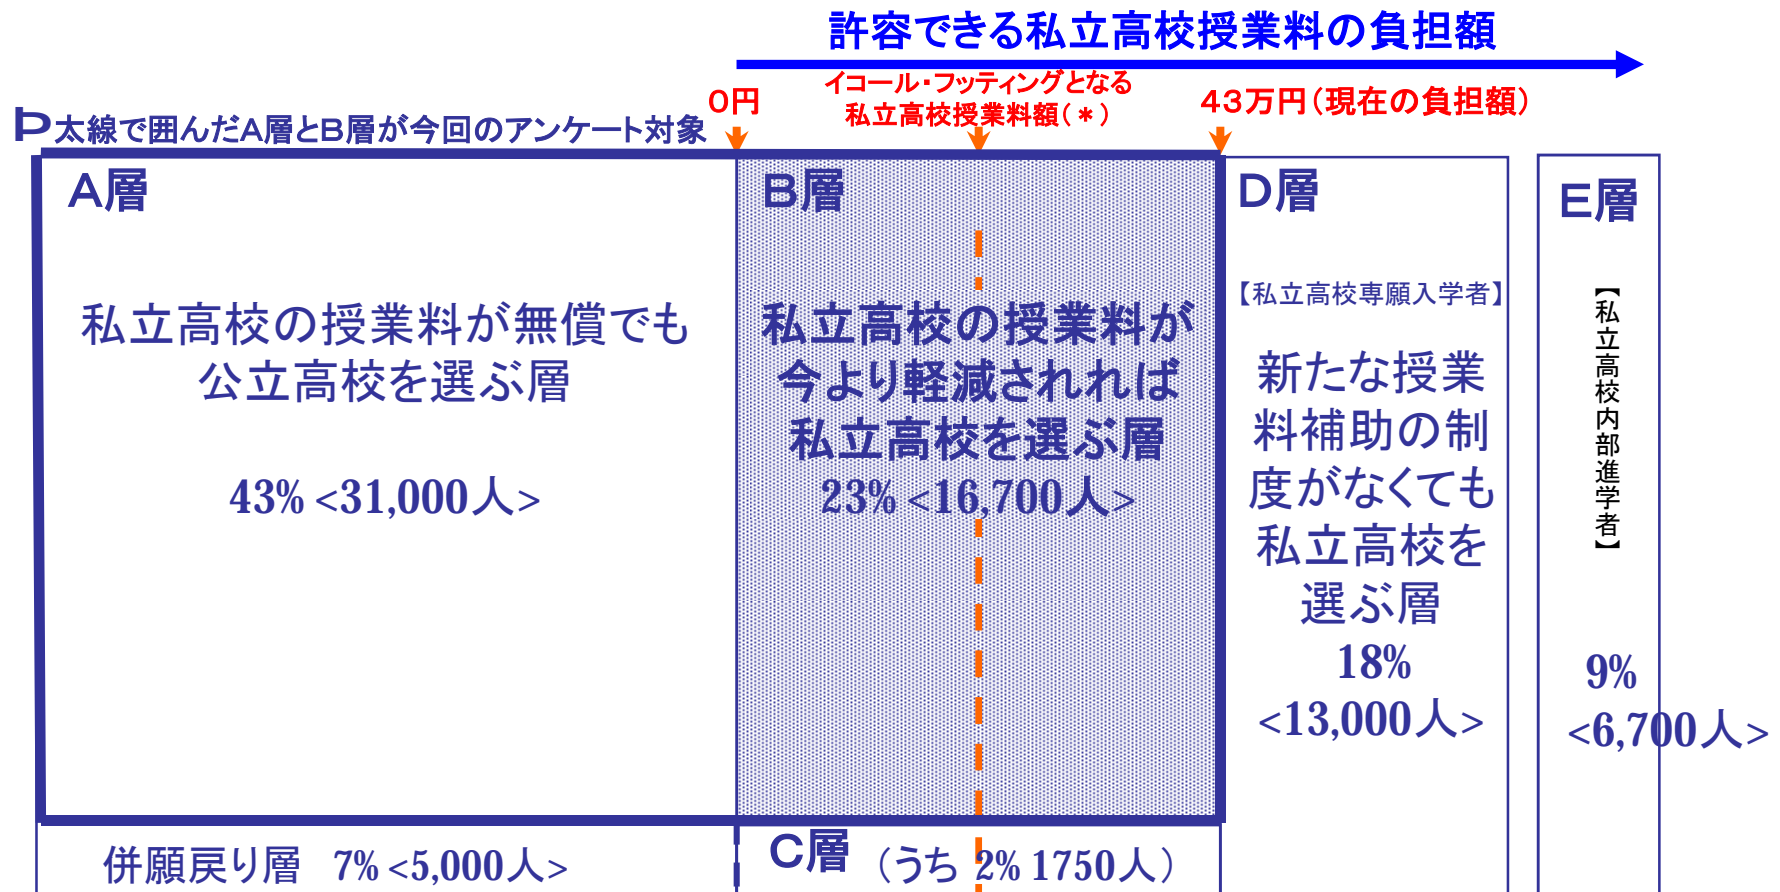 許容できる私立高校授業料の負担額
イコール・フッティングとなる
私立高校授業料額(*)
0円
43万円(現在の負担額)
太線で囲んだA層とB層が今回のアンケート対象
A層
私立高校の授業料が無償でも
公立高校を選ぶ層
43% <31,000人>
B層
私立高校の授業料が
今より軽減されれば
私立高校を選ぶ層
23% <16,700人>
D層
【私立高校専願入学者】
新たな授業
料補助の制
度がなくても
私立高校を
選ぶ層
18%
<13,000人>
E層
【私立高校内部進学者】
9%
<6,700人>
併願戻り層 7% <5,000人>
C層
(うち 2% 1750人)